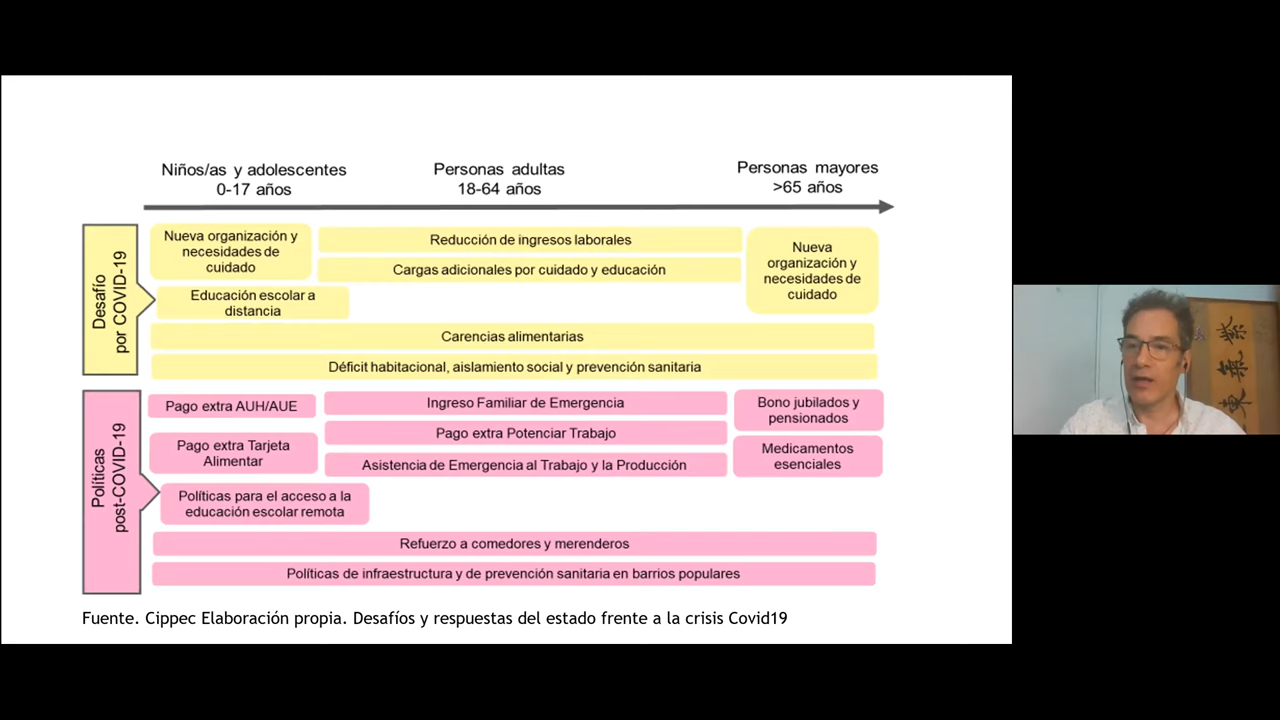 Niños/as y adolescentes
0-17 años
Personas adultas
18-64 años
Personas mayores
>65 años
Desafío
por COVID-19
Nueva organización y
necesidades de
cuidado
Reducción de ingresos laborales
Cargas adicionales por cuidado y educación
Nueva
organización y
necesidades de
cuidado
Educación escolar a
distancia
Carencias alimentarias
Déficit habitacional, aislamiento social y prevención sanitaria
Políticas
post-COVID-19
Pago extra AUH/AUE
Ingreso Familiar de Emergencia
Bono jubilados y
pensionados
Pago extra Tarjeta
Alimentar
Pago extra Potenciar Trabajo
Asistencia de Emergencia al Trabajo y la Producción
Medicamentos
esenciales
Políticas para el acceso a la
educación escolar remota
Refuerzo a comedores y merenderos
Políticas de infraestructura y de prevención sanitaria en barrios populares
Fuente. Cippec Elaboración propia. Desafíos y respuestas del estado frente a la crisis Covid19